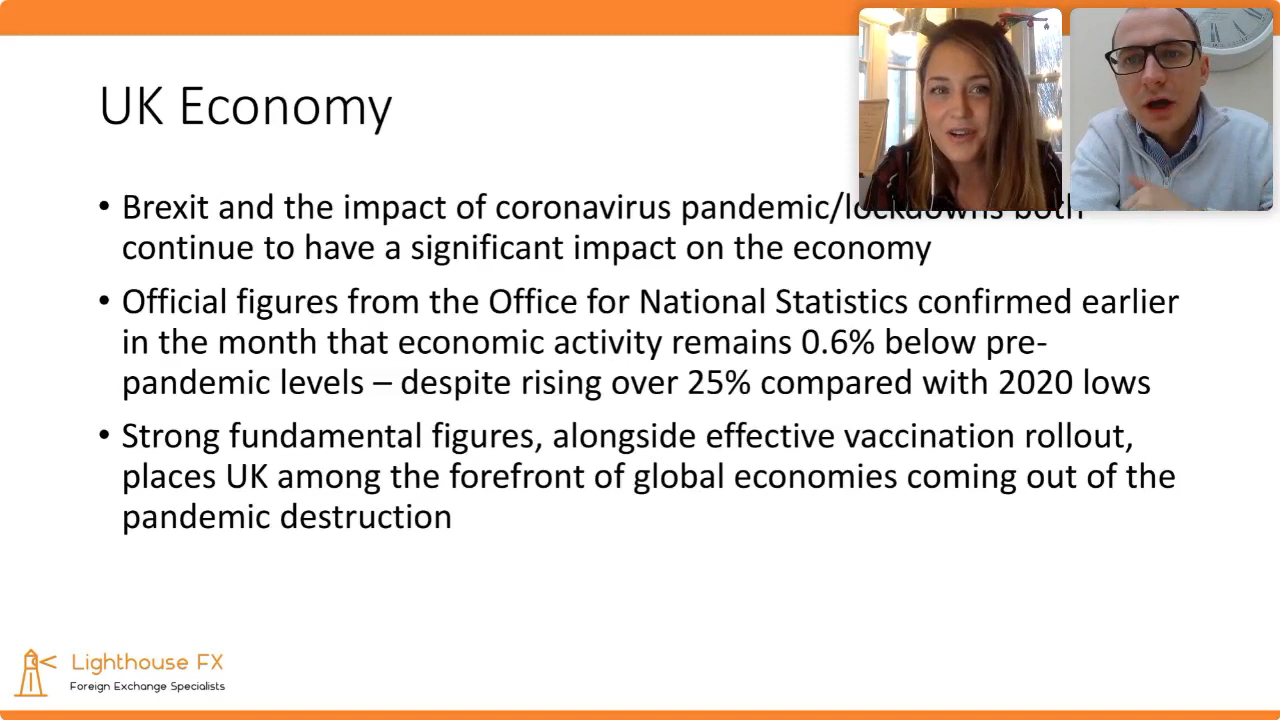 UK Economy
• Brexit and the impact of coronavirus pandemic/lockdowns both
continue to have a significant impact on the economy
• Official figures from the Office for National Statistics confirmed earlier
in the month that economic activity remains 0.6% below pre-
pandemic levels – despite rising over 25% compared with 2020 lows
• Strong fundamental figures, alongside effective vaccination rollout,
places UK among the forefront of global economies coming out of the
pandemic destruction
Lighthouse FX
Foreign Exchange Specialists